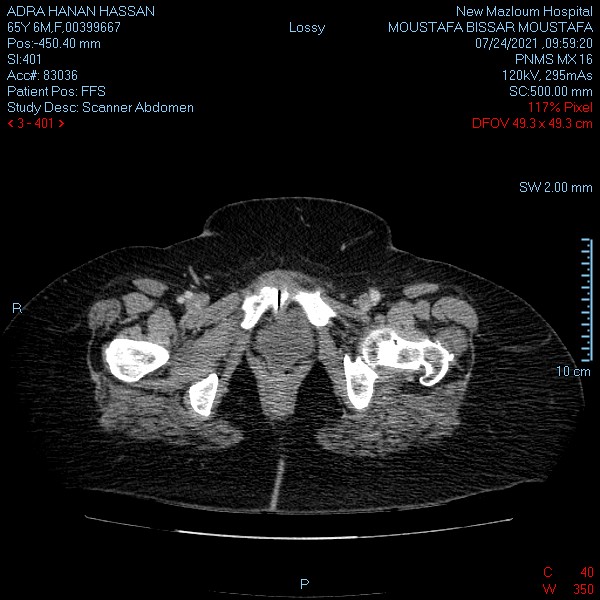 ADRA HANAN HASSAN
65Y 6M,F,00399667
Pos:-450.40 mm
SI:401
Acc#: 83036
Patient Pos: FFS
Study Desc: Scanner Abdomen
< 3 - 401 >
Lossy
New Mazloum Hospital
MOUSTAFA BISSAR MOUSTAFA
07/24/2021 ,09:59:20
PNMS MX 16
120kV, 295mAs
SC:500.00 mm
117% Pixel
DFOV 49.3 x 49.3 cm
SW 2.00 mm
R
10 cm
P
C 40
W 350